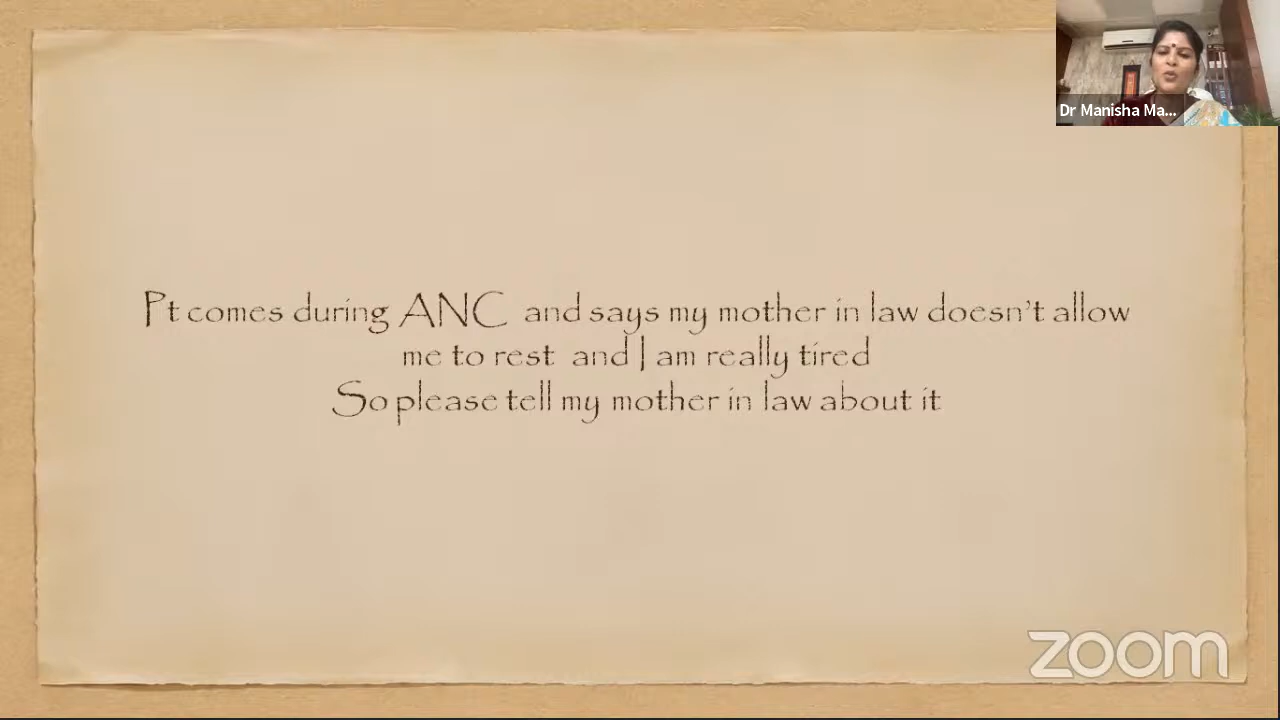 Dr Manisha Ma...
Pt comes during ANC and says my mother in law doesn't allow
me to rest and I am really tired
So please tell my mother in law about it
zoom